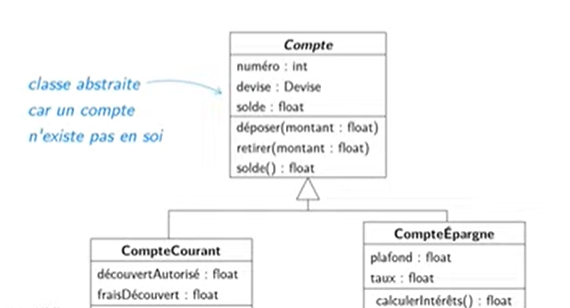 Compte
numéro : int
devise : Devise
solde : float
déposer(montant : float)
retirer(montant : float)
solde() : float
classe abstraite
car un compte
n'existe pas en soi
CompteCourant
découvertAutorisé : float
fraisDécouvert : float
CompteÉpargne
plafond : float
taux : float
calculerIntérêts() : float